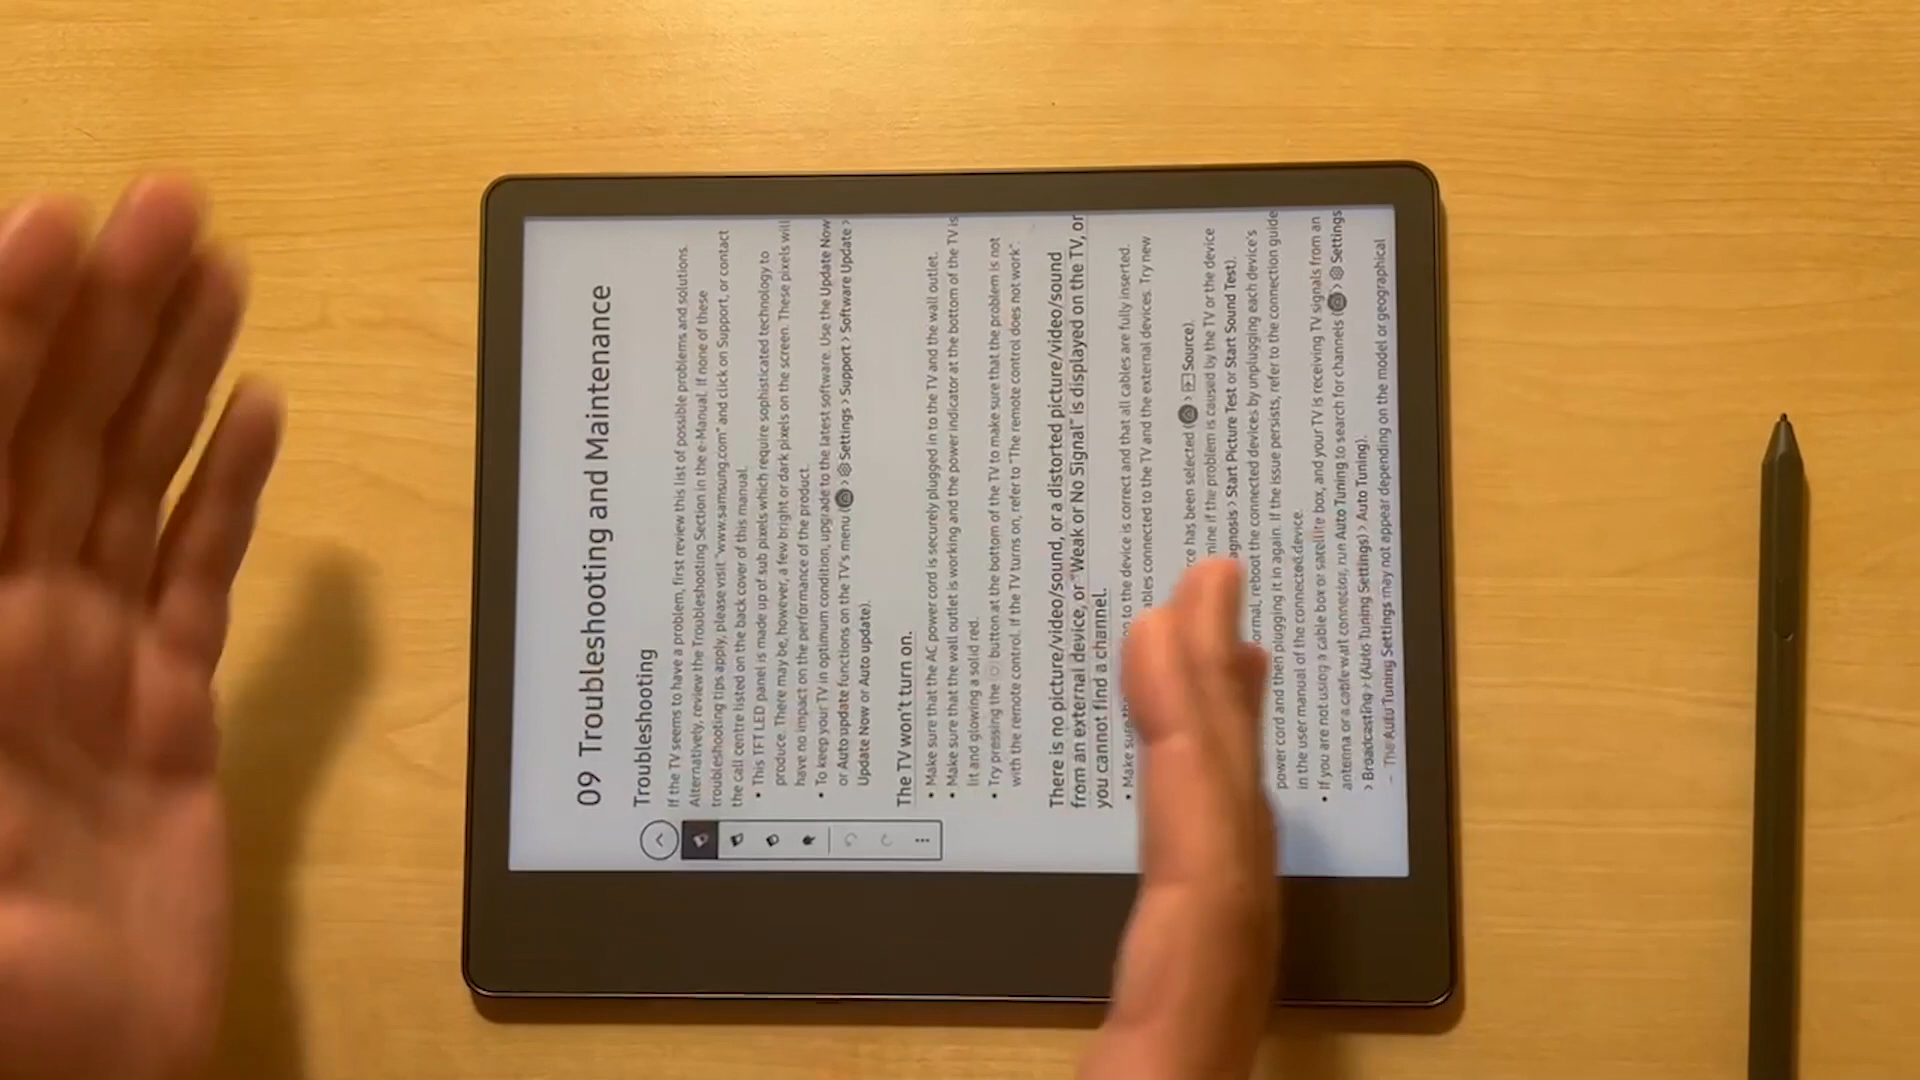 09 Troubleshooting and Maintenance
Troubleshooting
If the TV seems to have a problem, first review this list of possible problems and solutions.
Alternatively, review the Troubleshooting Section in the e-Manual. If none of these
troubleshooting tips apply, please visit "www.samsung.com" and click on Support, or contact
the call centre listed on the back cover of this manual.
• This TFT LED panel is made up of sub pixels which require sophisticated technology to
produce. There may be, however, a few bright or dark pixels on the screen. These pixels will
have no impact on the performance of the product.
• To keep your TV in optimum condition, upgrade to the latest software. Use the Update Now
or Auto update functions on the TV's menu ( > Settings > Support > Software Update >
Update Now or Auto update).
The TV won't turn on.
• Make sure that the AC power cord is securely plugged in to the TV and the wall outlet.
• Make sure that the wall outlet is working and the power indicator at the bottom of the TV is
lit and glowing a solid red.
• Try pressing the button at the bottom of the TV to make sure that the problem is not
with the remote control. If the TV turns on, refer to "The remote control does not work".
There is no picture/video/sound, or a distorted picture/video/sound
from an external device, or "Weak or No Signal" is displayed on the TV, or
you cannot find a channel.
• Make sure on to the device is correct and that all cables are fully inserted.
ables connected to the TV and the external devices. Try new
rce has been selected ( > Source).
mine if the problem is caused by the TV or the device
agnosis > Start Picture Test or Start Sound Test).
ormal, reboot the connected devices by unplugging each device's
power cord and then plugging it in again. If the issue persists, refer to the connection guide
in the user manual of the connected device.
• If you are not using a cable box or satellite box, and your TV is receiving TV signals from an
antenna or a cable wall connector, run Auto Tuning to search for channels ( > Settings
> Broadcasting > (Auto Tuning Settings) > Auto Tuning).
– The Auto Tuning Settings may not appear depending on the model or geographical